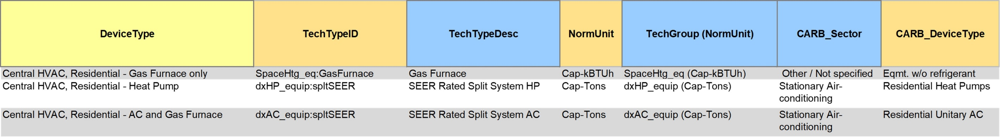 DeviceType TechTypeID TechTypeDesc NormUnit TechGroup (NormUnit) CARB_Sector CARB_DeviceType
Central HVAC, Residential - Gas Furnace only SpaceHtg_eq:GasFurnace Gas Furnace Cap-kBTUh SpaceHtg_eq (Cap-kBTUh) Other / Not specified Eqmt. w/o refrigerant
Central HVAC, Residential - Heat Pump dxHP_equip:spltSEER SEER Rated Split System HP Cap-Tons dxHP_equip (Cap-Tons) Stationary Air- Residential Heat Pumps
conditioning
Central HVAC, Residential - AC and Gas Furnace dxAC_equip:spltSEER SEER Rated Split System AC Cap-Tons dxAC_equip (Cap-Tons) Stationary Air- Residential Unitary AC
conditioning